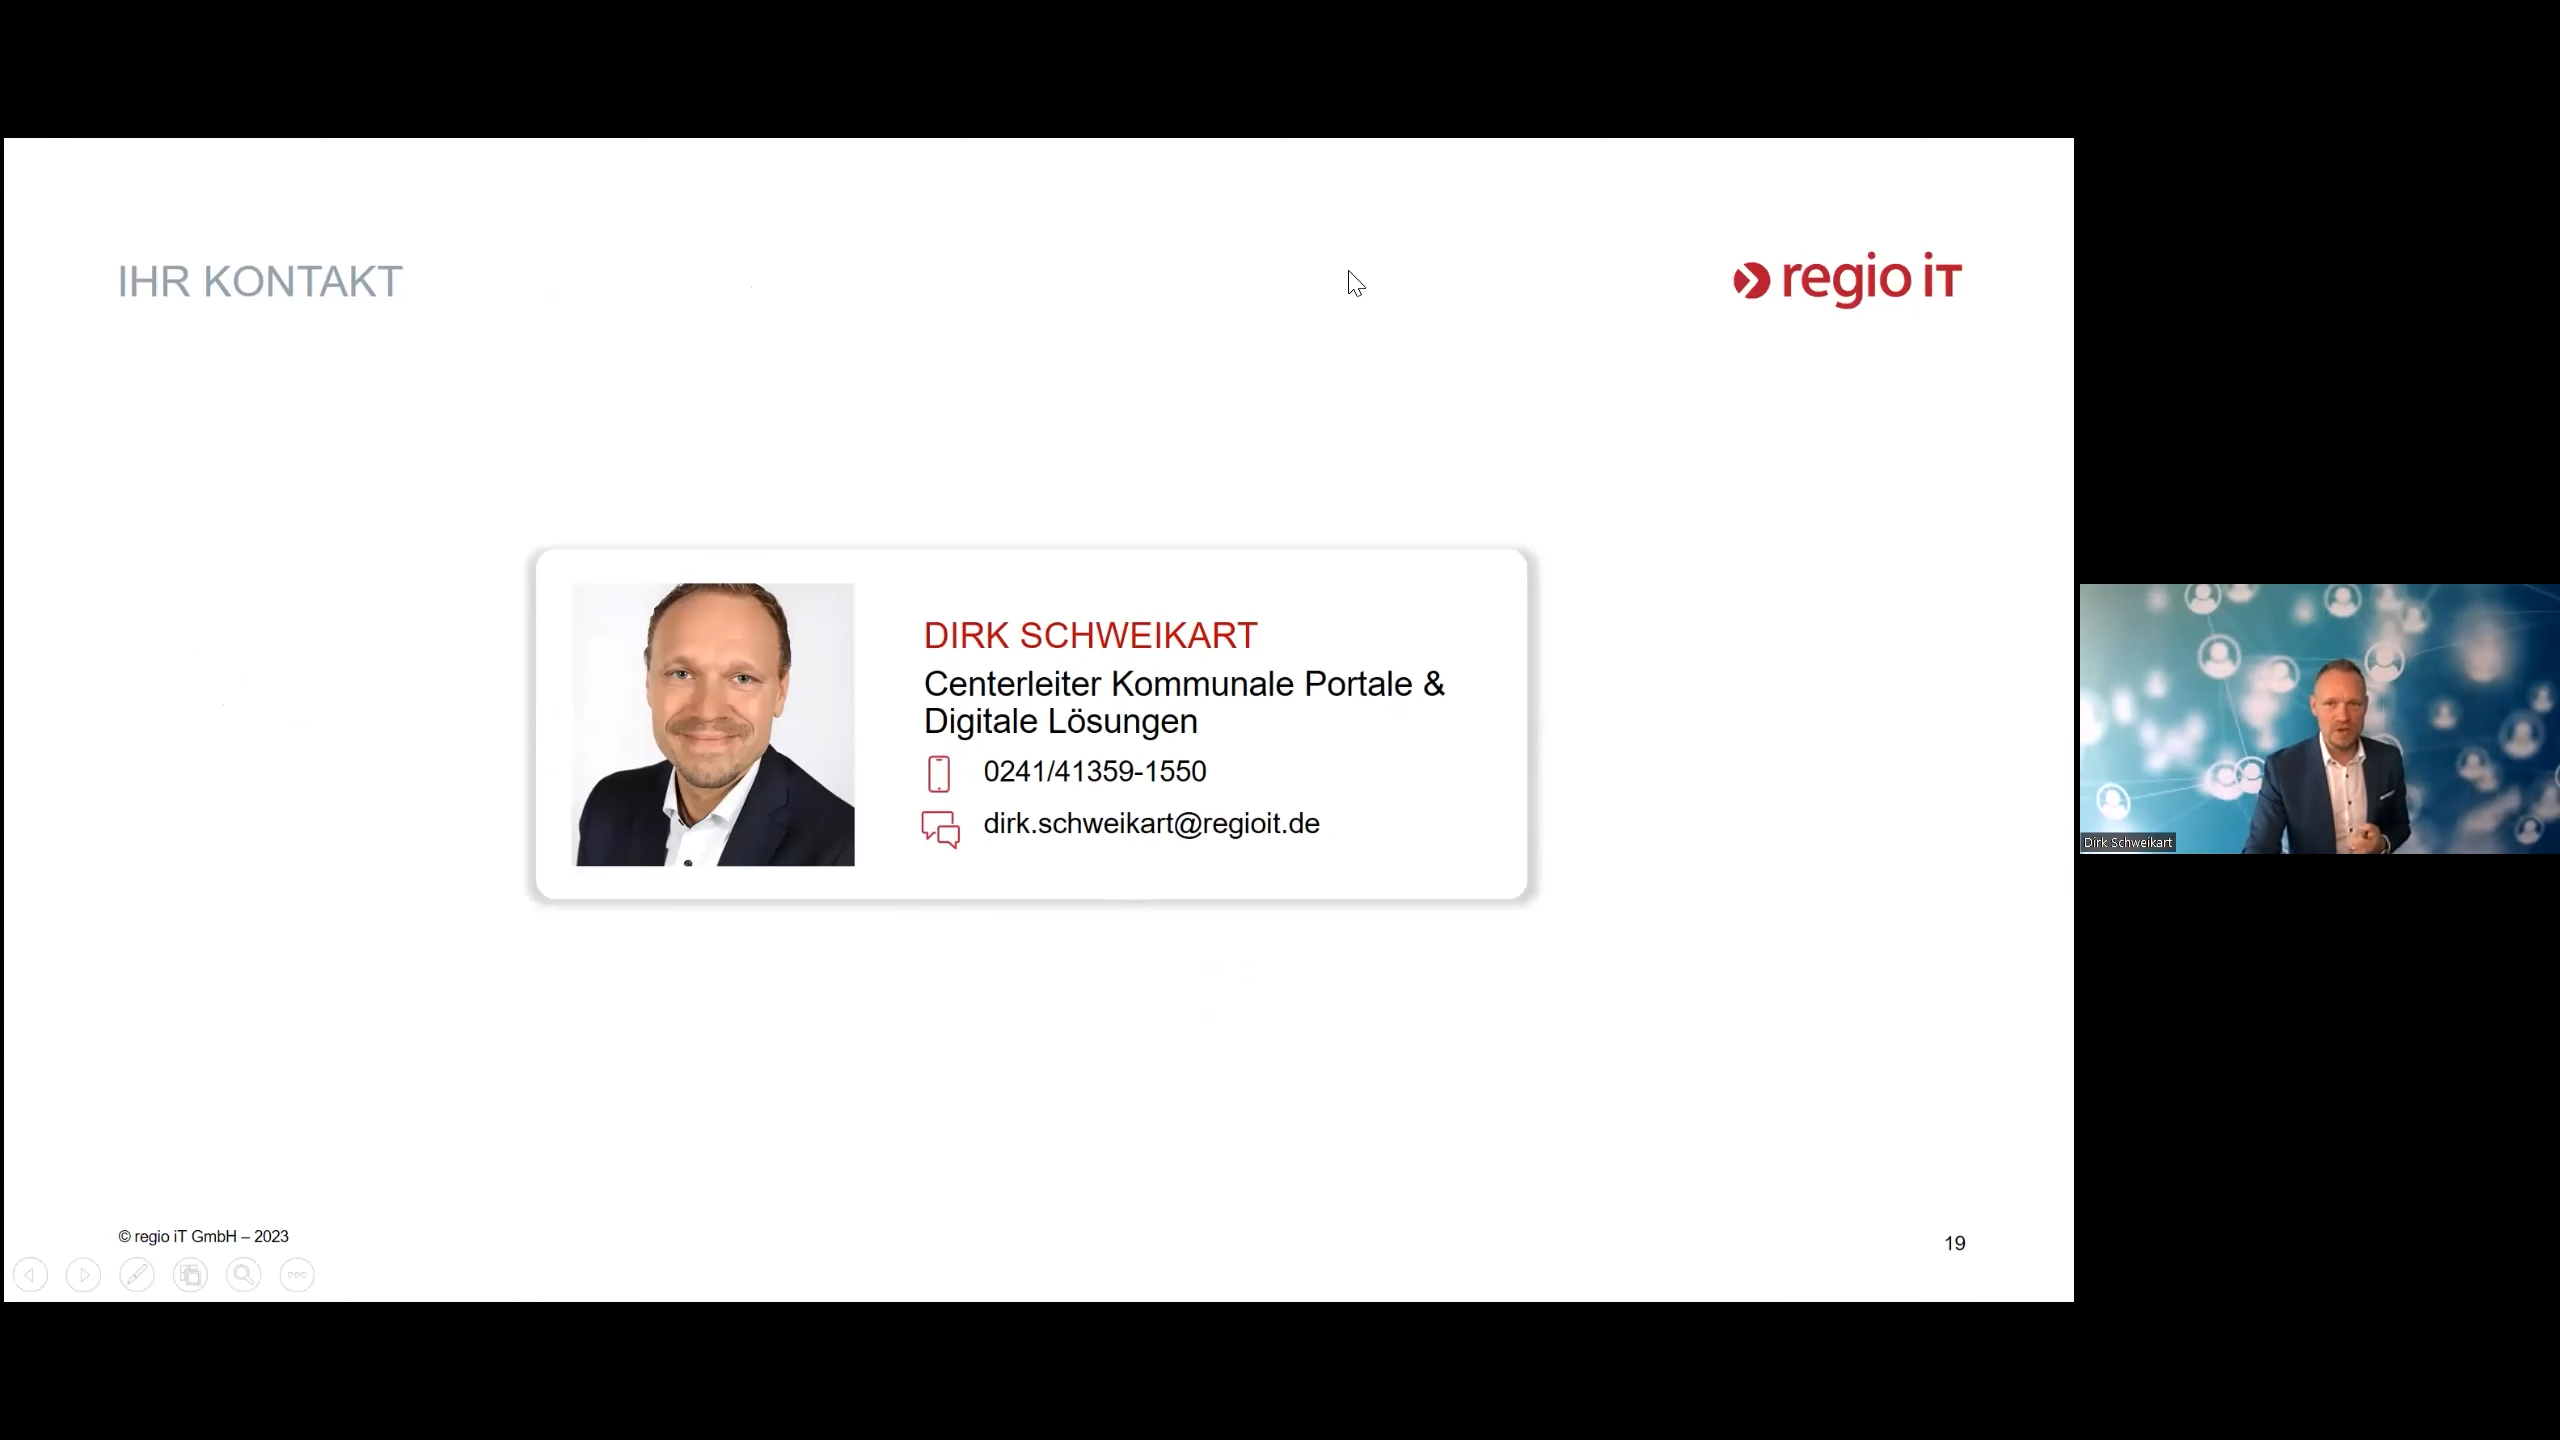 IHR KONTAKT
regio iT
DIRK SCHWEIKART
Centerleiter Kommunale Portale &
Digitale Lösungen
0241/41359-1550
dirk.schweikart@regioit.de
Dirk Schweikart
© regio iT GmbH – 2023
19